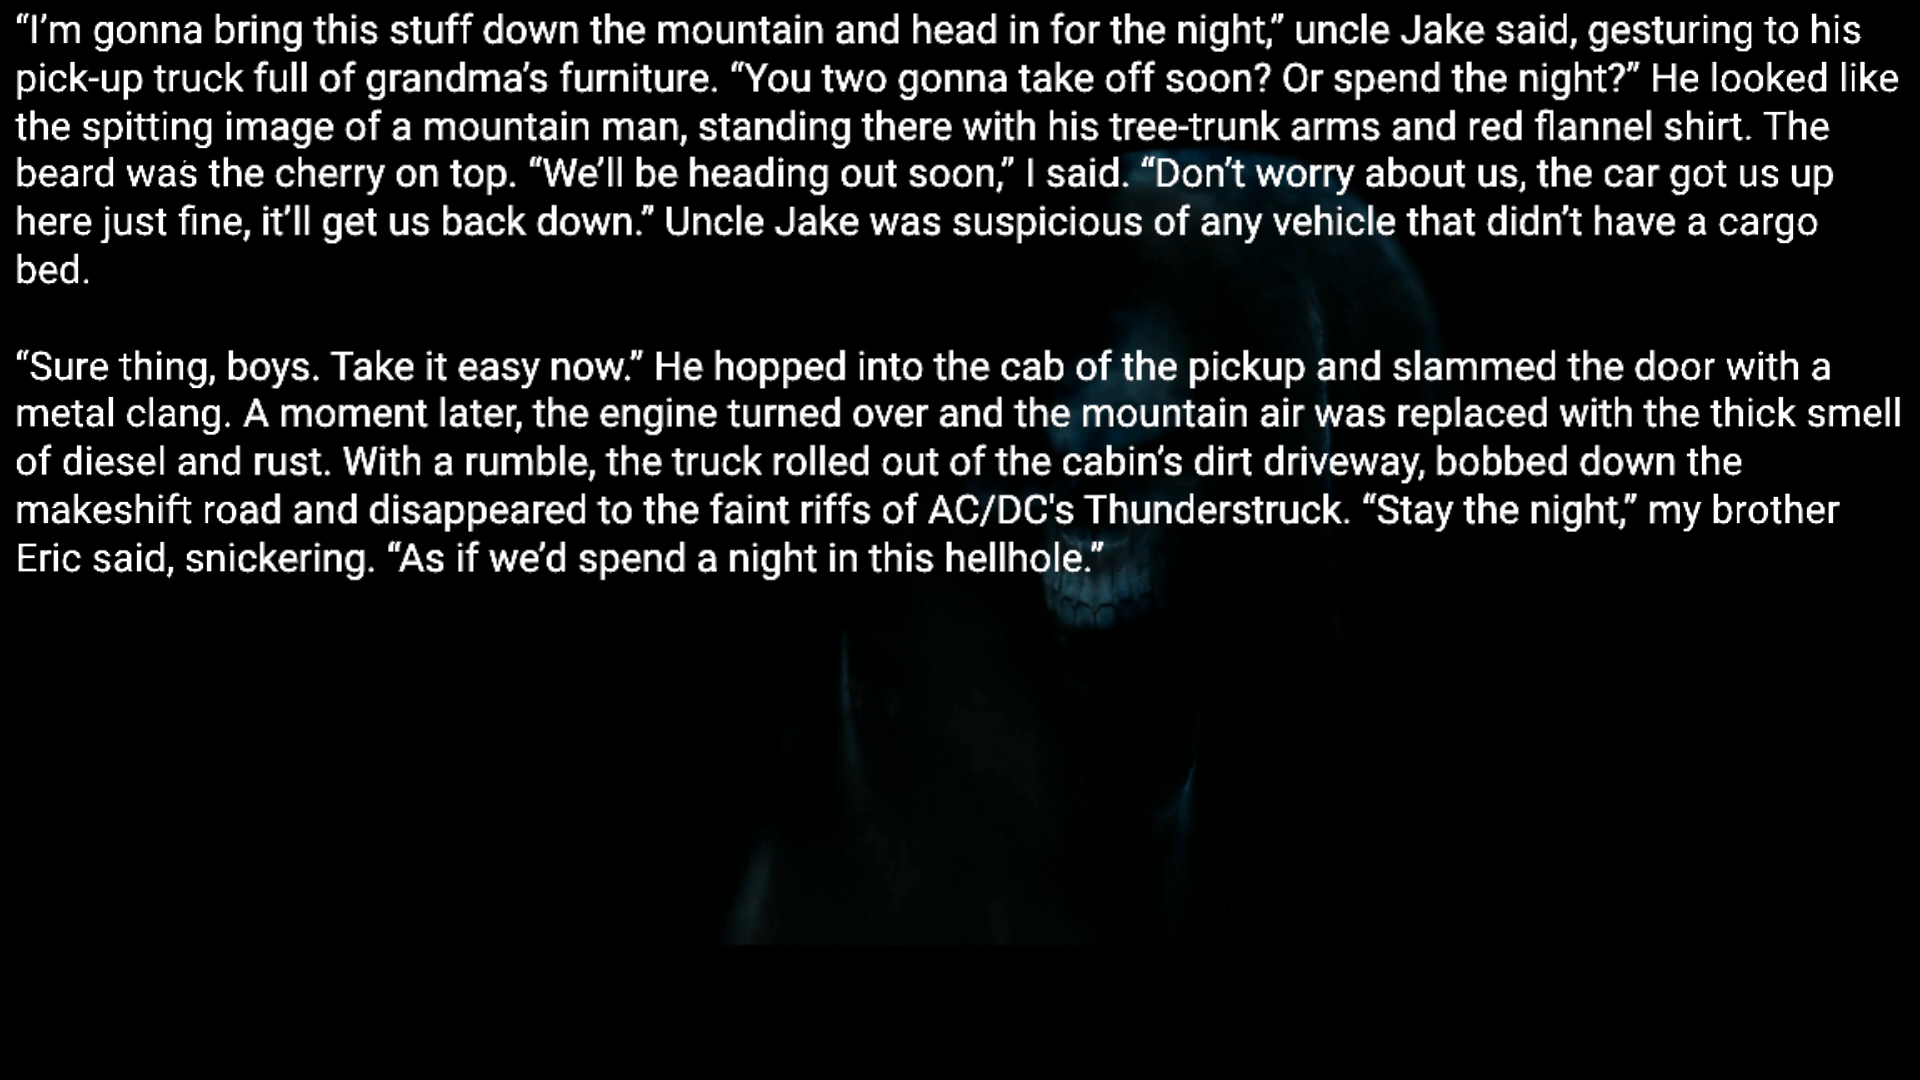 “I’m gonna bring this stuff down the mountain and head in for the night,” uncle Jake said, gesturing to his
pick-up truck full of grandma’s furniture. “You two gonna take off soon? Or spend the night?” He looked like
the spitting image of a mountain man, standing there with his tree-trunk arms and red flannel shirt. The
beard was the cherry on top. “We’ll be heading out soon,” I said. “Don’t worry about us, the car got us up
here just fine, it’ll get us back down.” Uncle Jake was suspicious of any vehicle that didn’t have a cargo
bed.
“Sure thing, boys. Take it easy now.” He hopped into the cab of the pickup and slammed the door with a
metal clang. A moment later, the engine turned over and the mountain air was replaced with the thick smell
of diesel and rust. With a rumble, the truck rolled out of the cabin’s dirt driveway, bobbed down the
makeshift road and disappeared to the faint riffs of AC/DC's Thunderstruck. “Stay the night,” my brother
Eric said, snickering. “As if we’d spend a night in this hellhole.”